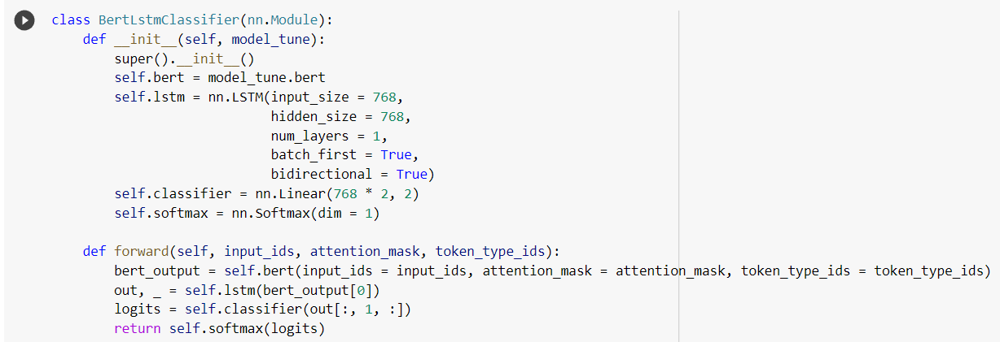 class BertLstmClassifier(nn.Module):
    def __init__(self, model_tune):
        super().__init__()
        self.bert = model_tune.bert
        self.lstm = nn.LSTM(input_size = 768,
                            hidden_size = 768,
                            num_layers = 1,
                            batch_first = True,
                            bidirectional = True)
        self.classifier = nn.Linear(768 * 2, 2)
        self.softmax = nn.Softmax(dim = 1)

    def forward(self, input_ids, attention_mask, token_type_ids):
        bert_output = self.bert(input_ids = input_ids, attention_mask = attention_mask, token_type_ids = token_type_ids)
        out, _ = self.lstm(bert_output[0])
        logits = self.classifier(out[:, 1, :])
        return self.softmax(logits)